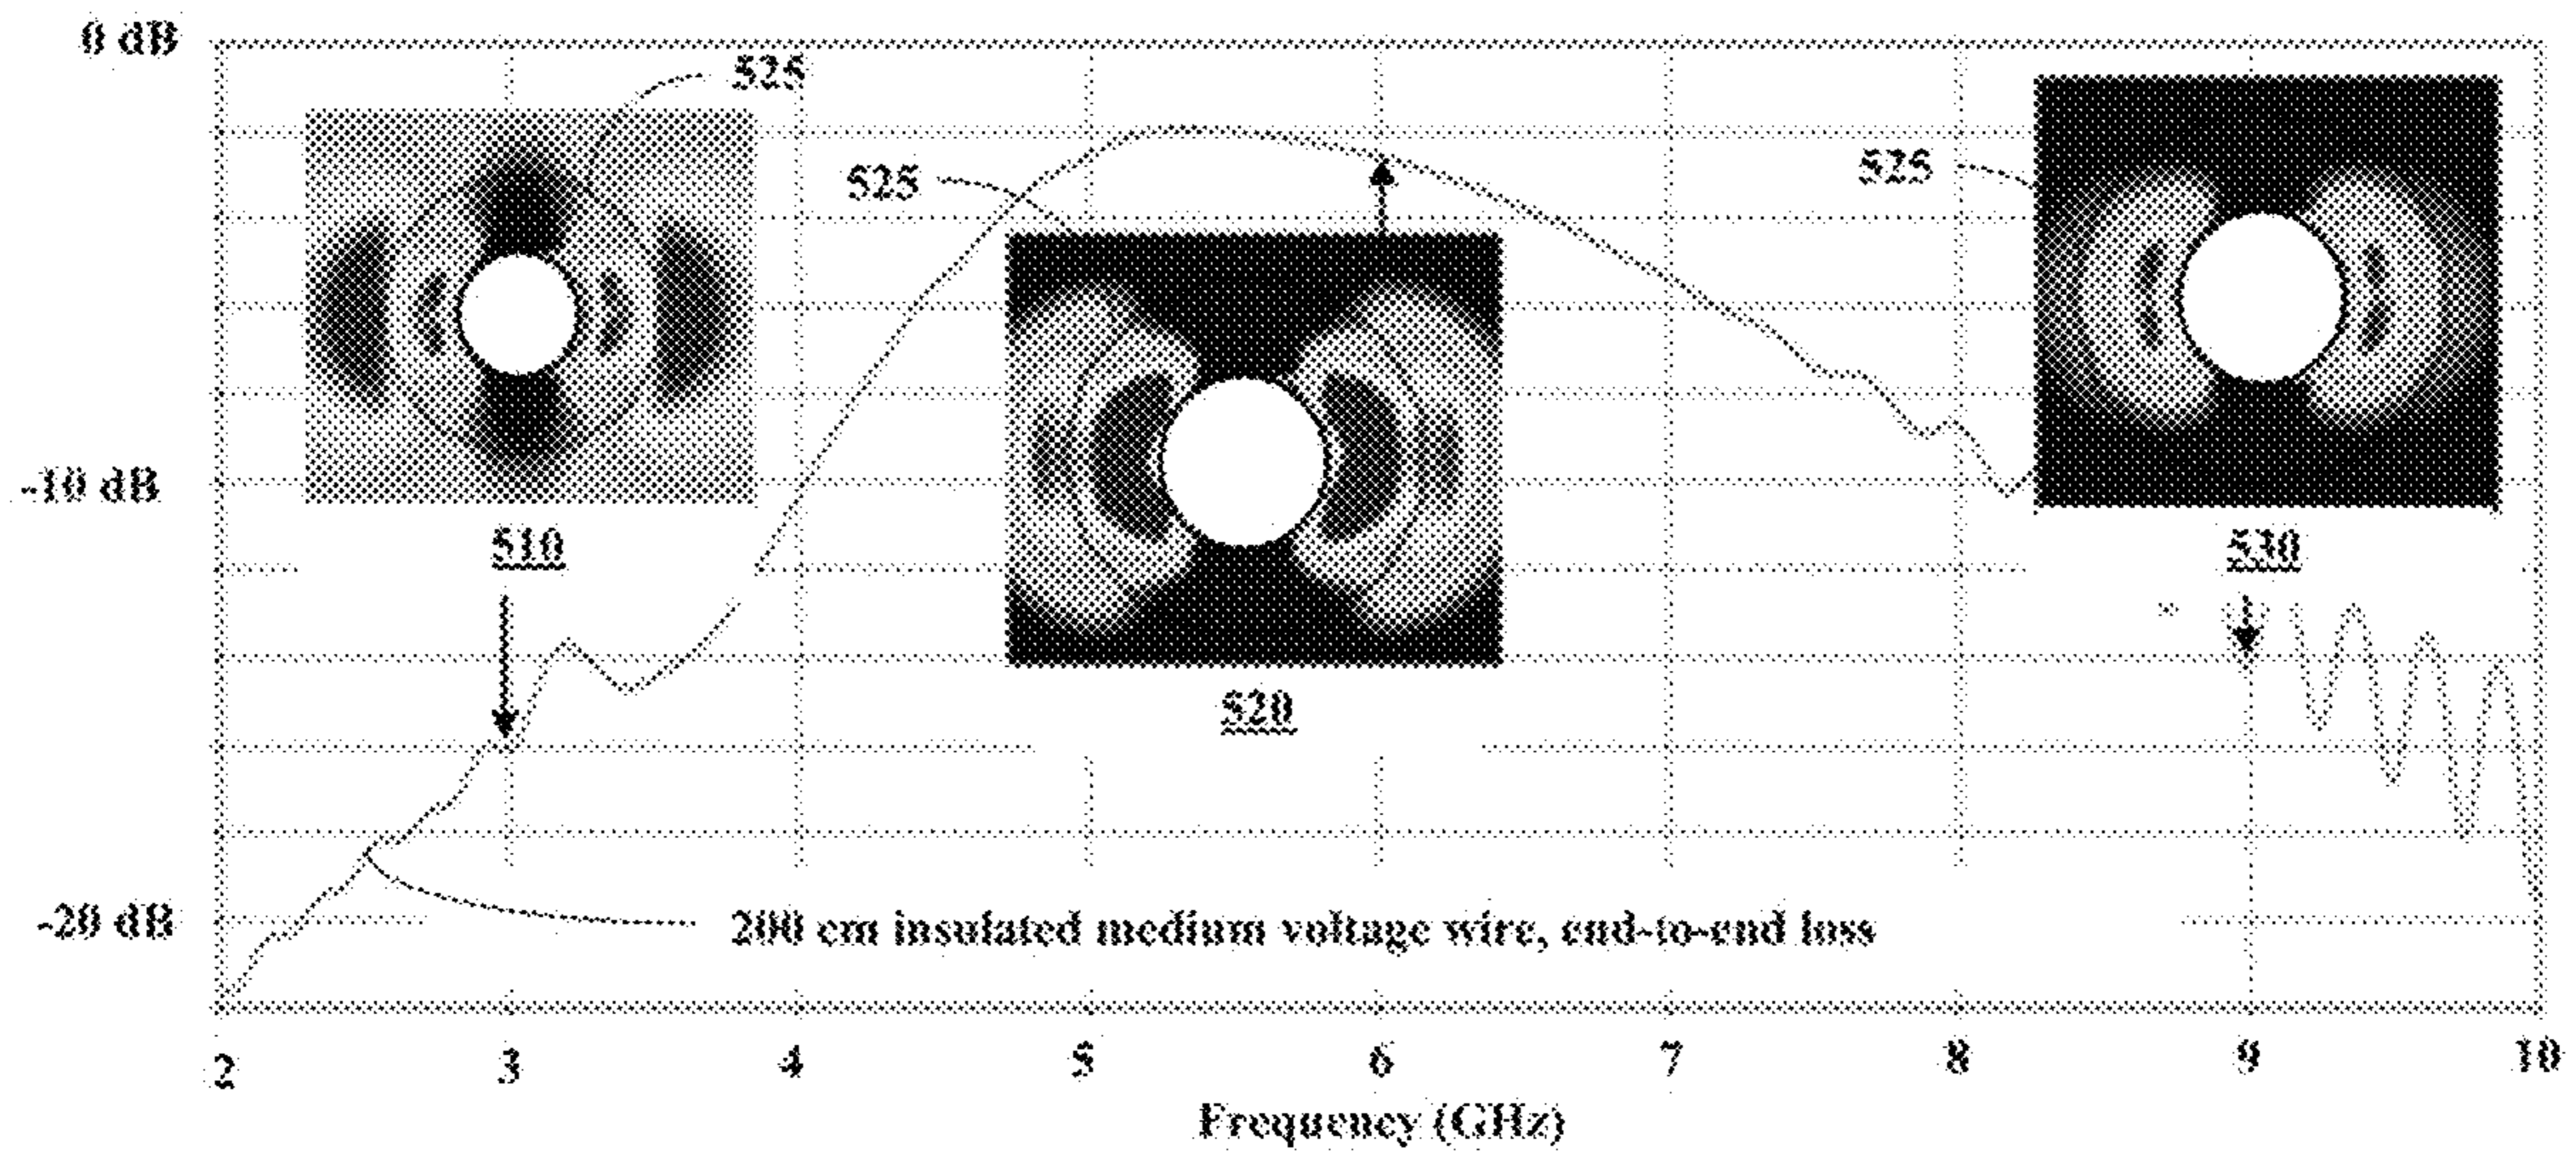 0 dB
525
525
525
-10 dB
510
530
520
-20 dB
200 cm insulated medium voltage wire, end-to-end loss
2 3 4 5 6 7 8 9 10
Frequency (GHz)